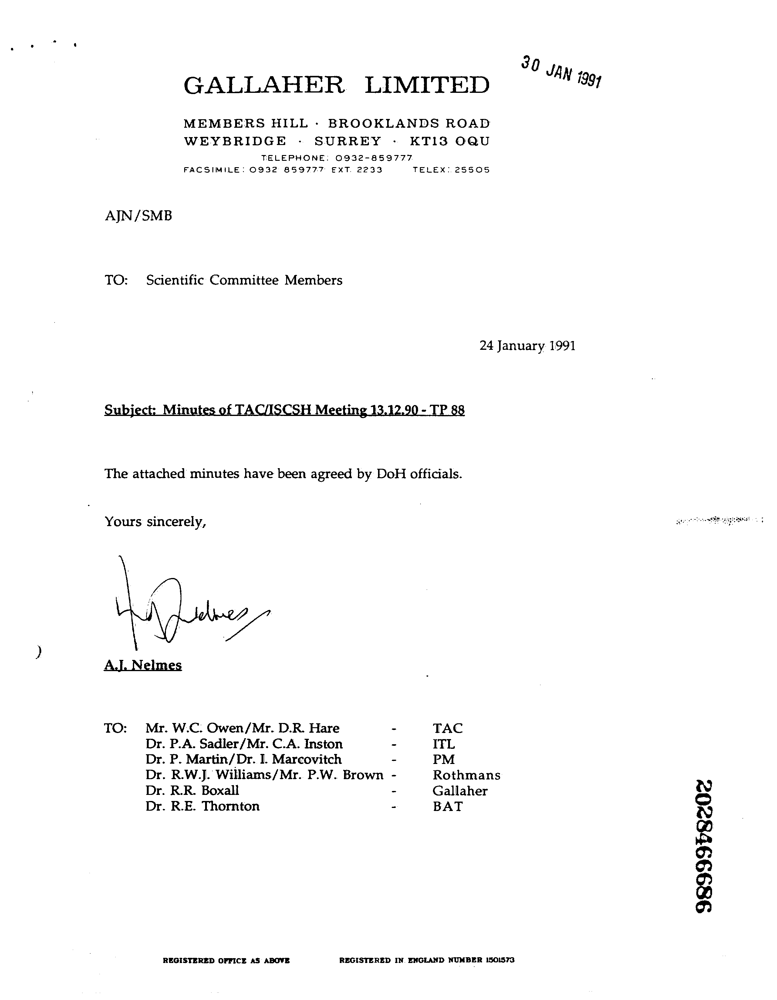 30 JAN 1991
GALLAHER LIMITED
MEMBERS HILL · BROOKLANDS ROAD
WEYBRIDGE · SURREY · KT13 OQU
TELEPHONE: 0932-859777
FACSIMILE: 0932 859777 EXT. 2233 TELEX: 25505
AJN/SMB
TO: Scientific Committee Members
24 January 1991
Subject: Minutes of TAC/ISCSH Meeting 13.12.90 - TP 88
The attached minutes have been agreed by DoH officials.
Yours sincerely,
A.J. Nelmes
TO: Mr. W.C. Owen/Mr. D.R. Hare - TAC
Dr. P.A. Sadler/Mr. C.A. Inston - ITL
Dr. P. Martin/Dr. I. Marcovitch - PM
Dr. R.W.J. Williams/Mr. P.W. Brown - Rothmans
Dr. R.R. Boxall - Gallaher
Dr. R.E. Thornton - BAT
2028466686
REGISTERED OFFICE AS ABOVE REGISTERED IN ENGLAND NUMBER 1501573